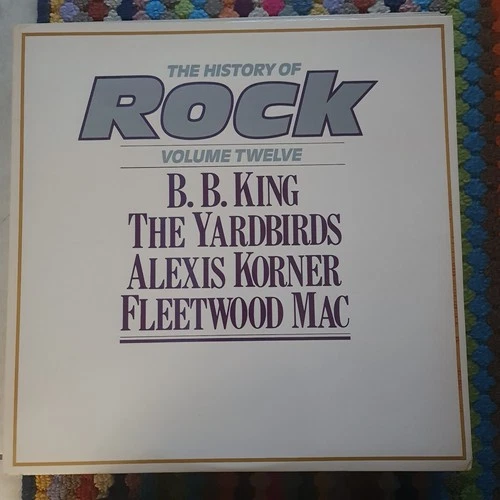 THE HISTORY OF
ROCK
VOLUME TWELVE
B. B. KING
THE YARDBIRDS
ALEXIS KORNER
FLEETWOOD MAC